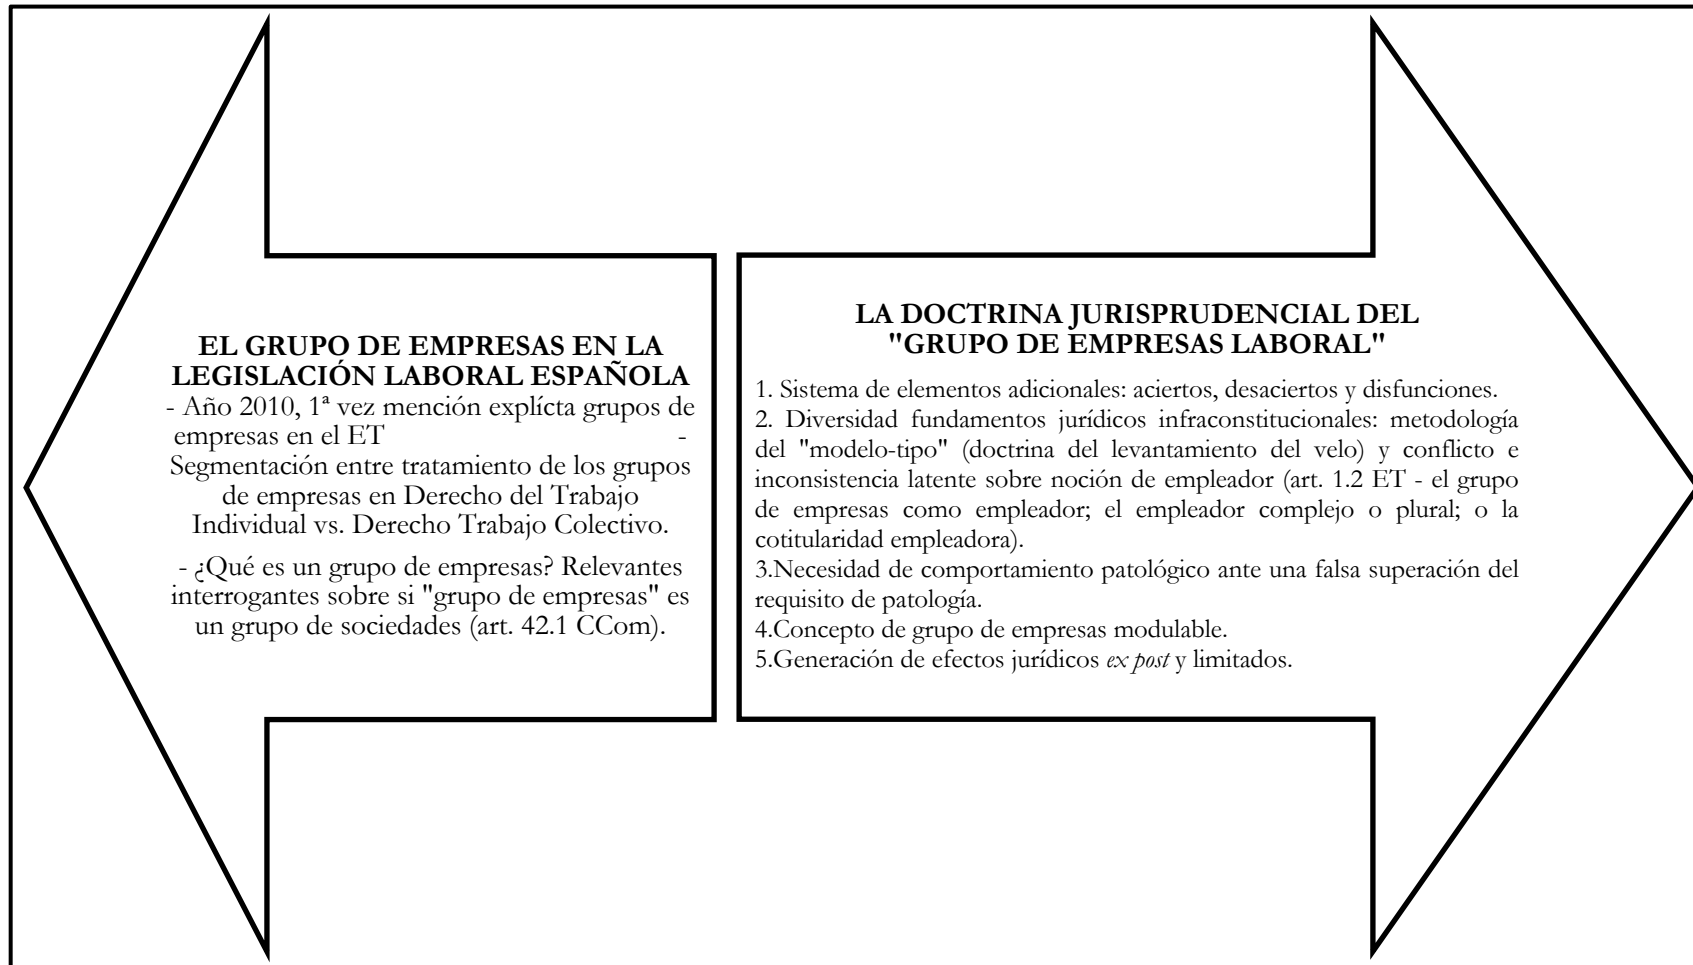 EL GRUPO DE EMPRESAS EN LA
LEGISLACIÓN LABORAL ESPAÑOLA
- Año 2010, 1ª vez mención explícta grupos de
empresas en el ET -
Segmentación entre tratamiento de los grupos
de empresas en Derecho del Trabajo
Individual vs. Derecho Trabajo Colectivo.
- ¿Qué es un grupo de empresas? Relevantes
interrogantes sobre si "grupo de empresas" es
un grupo de sociedades (art. 42.1 CCom).
LA DOCTRINA JURISPRUDENCIAL DEL
"GRUPO DE EMPRESAS LABORAL"
1. Sistema de elementos adicionales: aciertos, desaciertos y disfunciones.
2. Diversidad fundamentos jurídicos infraconstitucionales: metodología
del "modelo-tipo" (doctrina del levantamiento del velo) y conflicto e
inconsistencia latente sobre noción de empleador (art. 1.2 ET - el grupo
de empresas como empleador; el empleador complejo o plural; o la
cotitularidad empleadora).
3.Necesidad de comportamiento patológico ante una falsa superación del
requisito de patología.
4.Concepto de grupo de empresas modulable.
5.Generación de efectos jurídicos ex post y limitados.